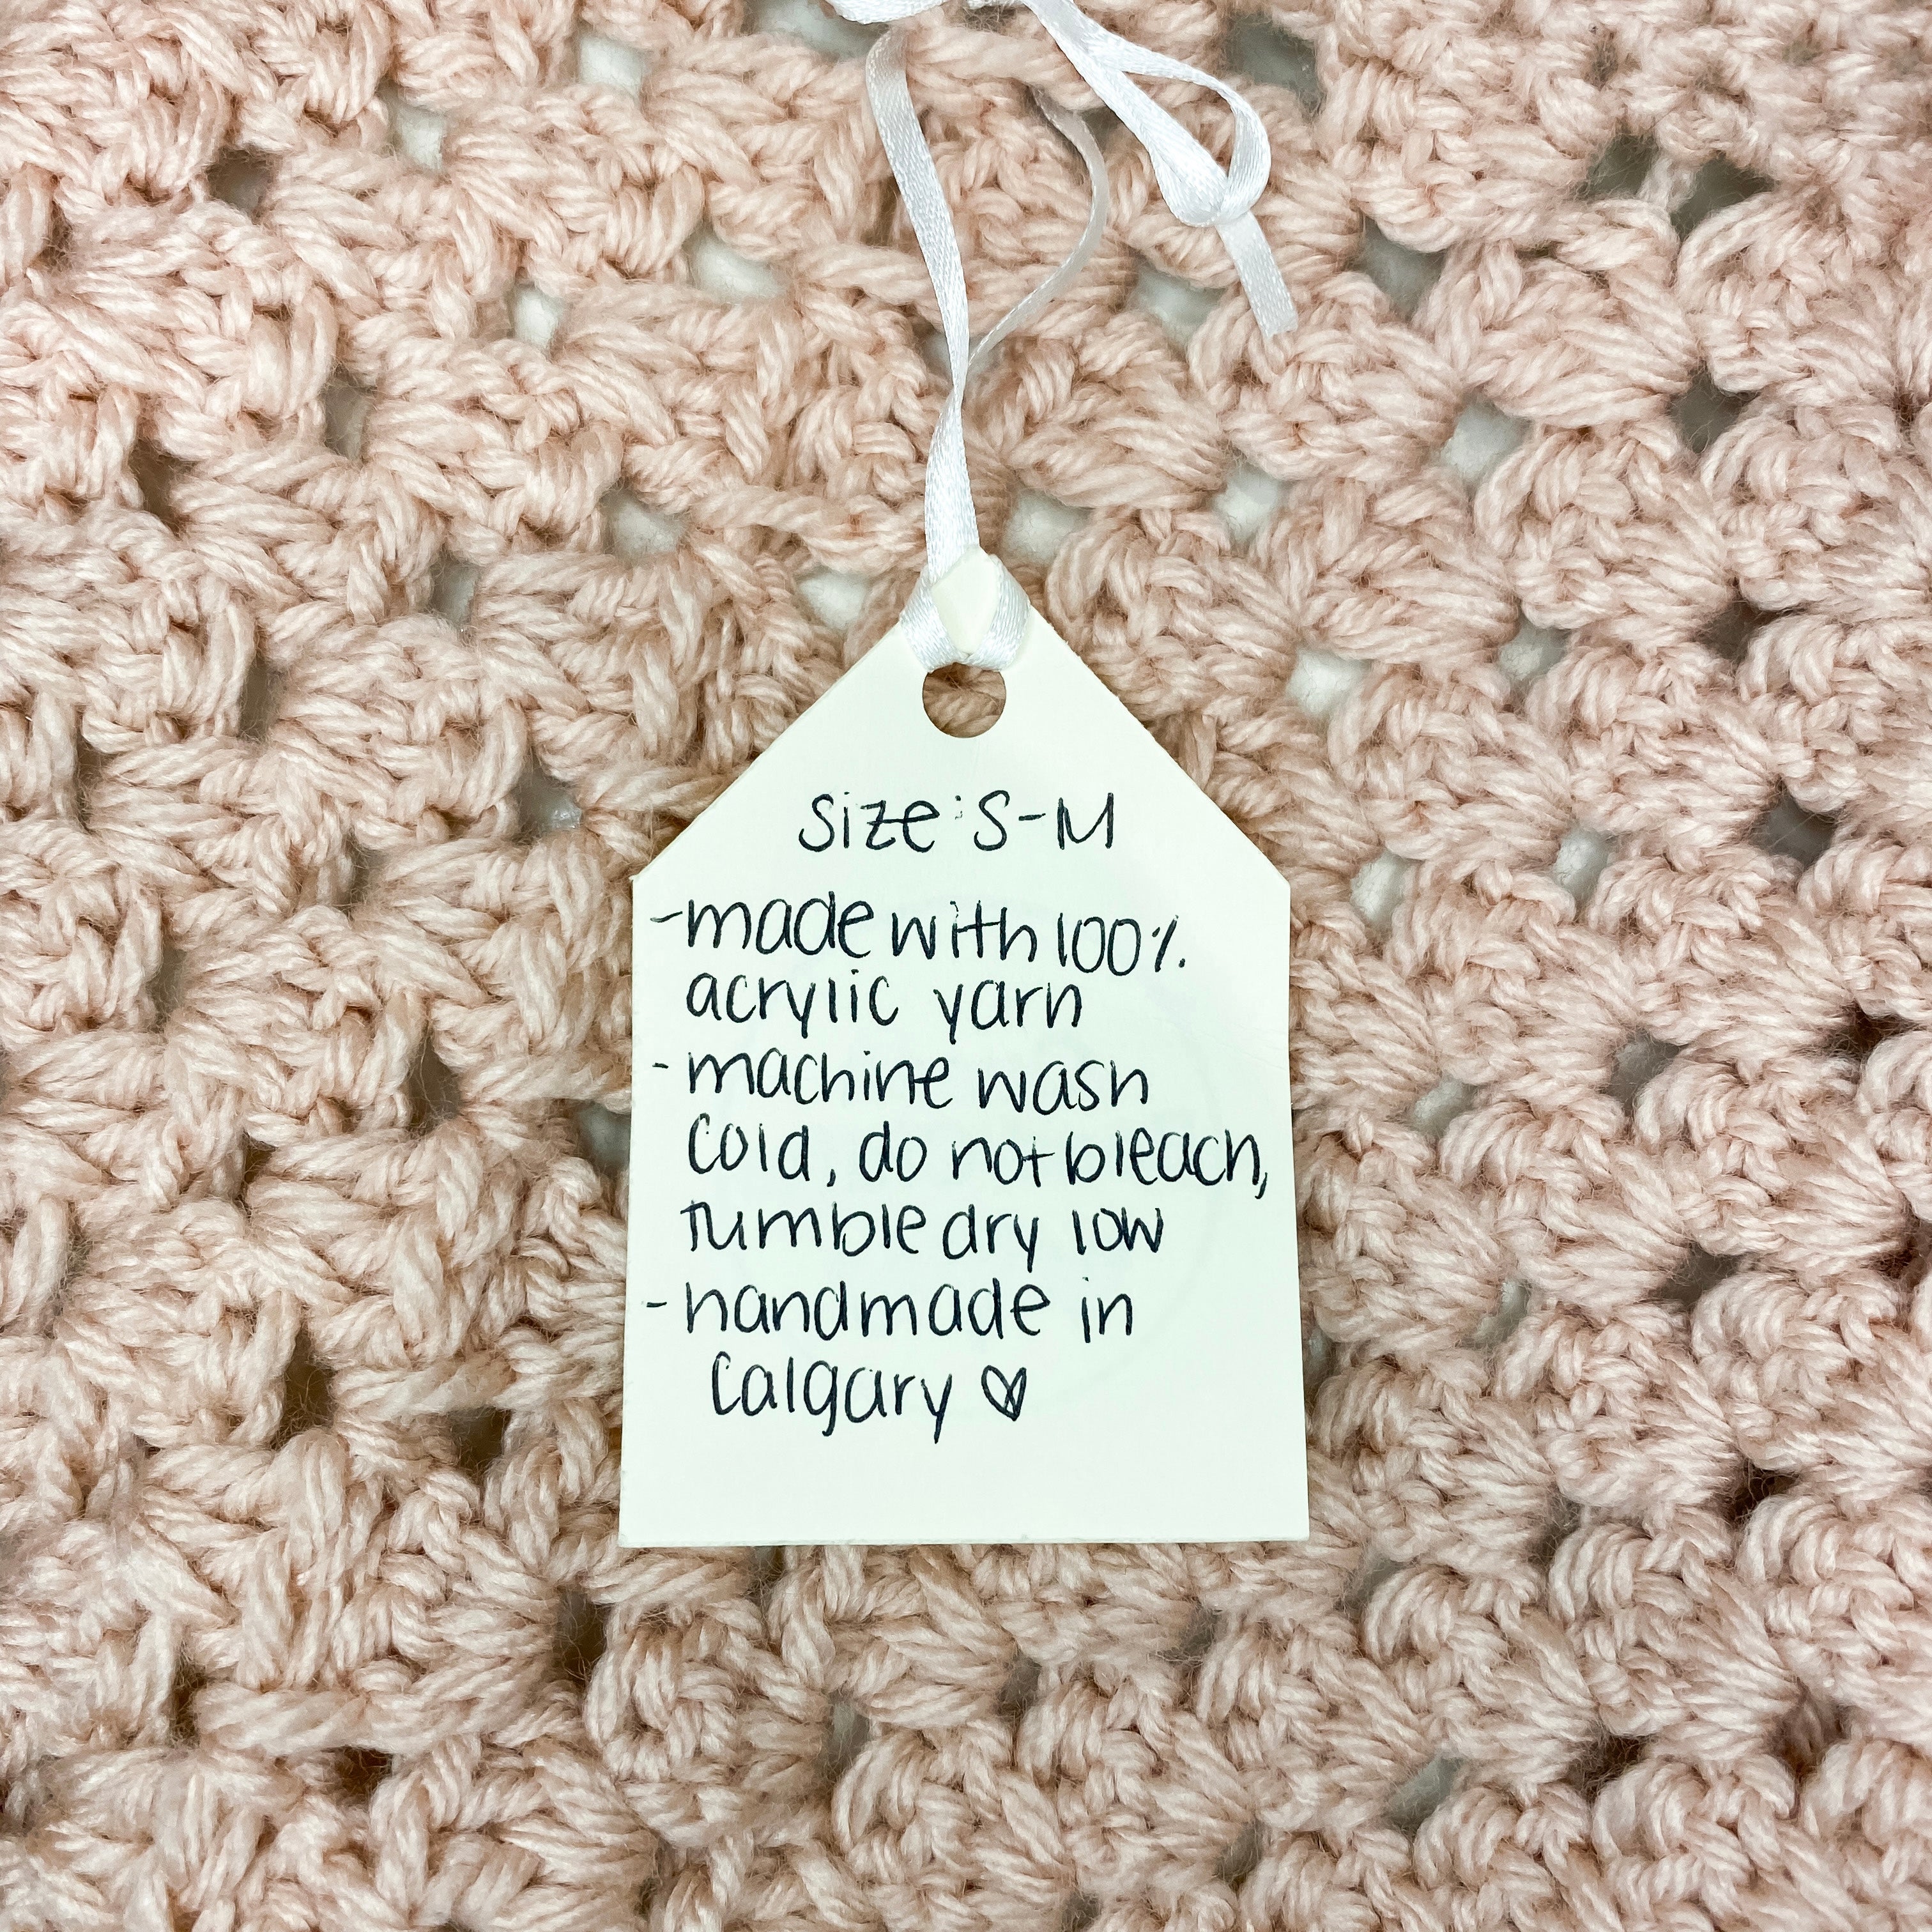 size: S-M
-made with 100%
acrylic yarn
-machine wash
cold, do not bleach,
tumble dry low
-handmade in
Calgary ♡